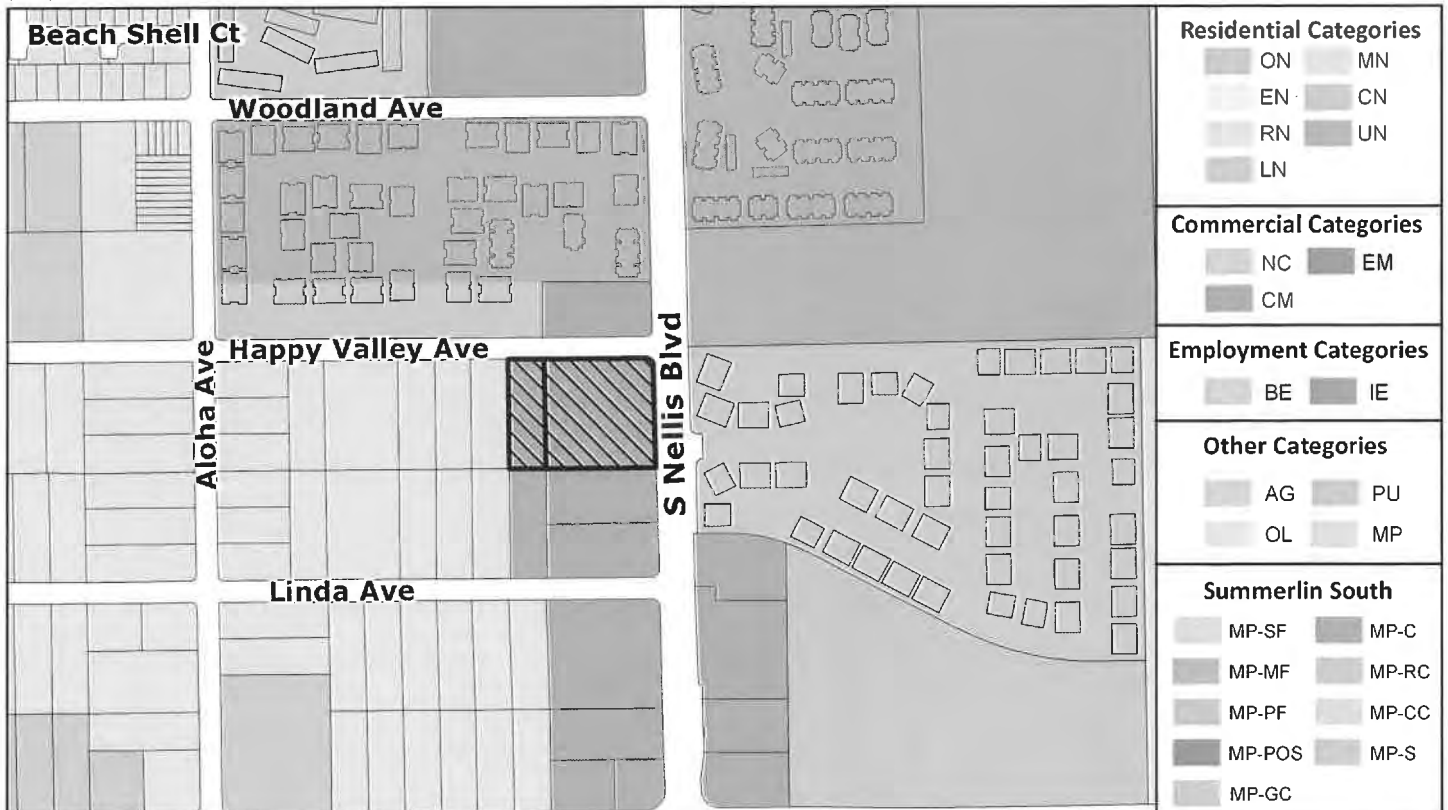 Beach Shell Ct
Woodland Ave
Happy Valley Ave
Aloha Ave
S Nellis Blvd
Linda Ave
Residential Categories
ON MN
EN CN
RN UN
LN
Commercial Categories
NC EM
CM
Employment Categories
BE IE
Other Categories
AG PU
OL MP
Summerlin South
MP-SF MP-C
MP-MF MP-RC
MP-PF MP-CC
MP-POS MP-S
MP-GC